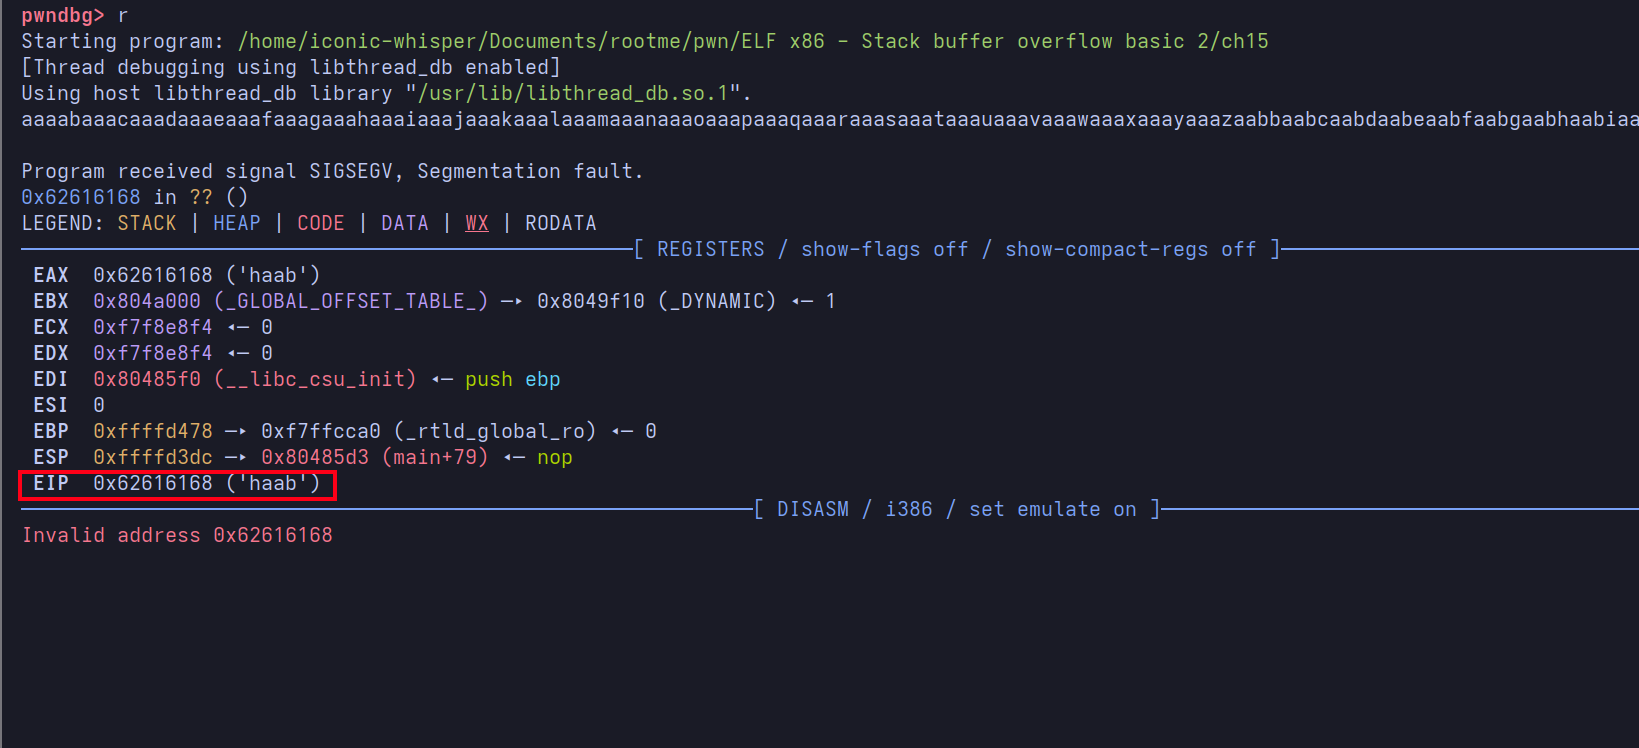 pwndbg> r
Starting program: /home/iconic-whisper/Documents/rootme/pwn/ELF x86 - Stack buffer overflow basic 2/ch15
[Thread debugging using libthread_db enabled]
Using host libthread_db library "/usr/lib/libthread_db.so.1".
aaaabaaacaaadaaaeaaafaaagaaahaaaiaaajaaakaaalaaamaaanaaaoaaapaaaqaaaraaasaaataaauaaavaaawaaaxaaayaaazaabbaabcaabdaabeaabfaabgaabhaabiaa
Program received signal SIGSEGV, Segmentation fault.
0x62616168 in ?? ()
LEGEND: STACK | HEAP | CODE | DATA | WX | RODATA
[ REGISTERS / show-flags off / show-compact-regs off ]
EAX 0x62616168 ('haab')
EBX 0x804a000 (_GLOBAL_OFFSET_TABLE_) —▸ 0x8049f10 (_DYNAMIC) ◂— 1
ECX 0xf7f8e8f4 ◂— 0
EDX 0xf7f8e8f4 ◂— 0
EDI 0x80485f0 (__libc_csu_init) ◂— push ebp
ESI 0
EBP 0xffffd478 —▸ 0xf7ffcca0 (_rtld_global_ro) ◂— 0
ESP 0xffffd3dc —▸ 0x80485d3 (main+79) ◂— nop
EIP 0x62616168 ('haab')
[ DISASM / i386 / set emulate on ]
Invalid address 0x62616168